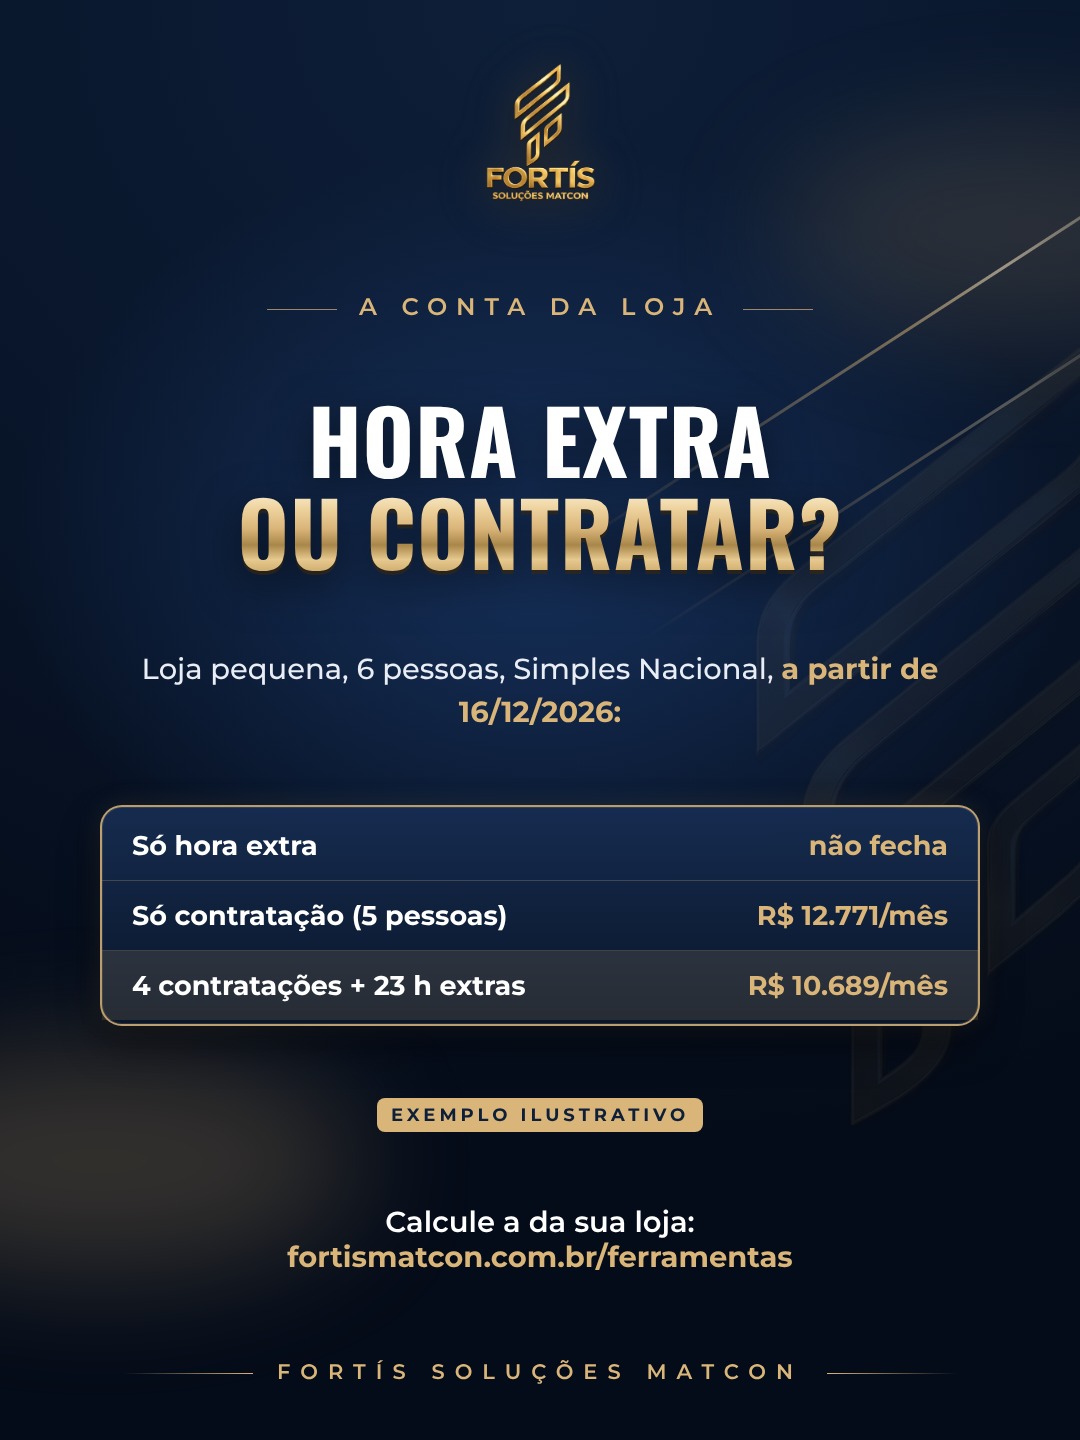 FORTÍS
SOLUÇÕES MATCON
A CONTA DA LOJA
HORA EXTRA
OU CONTRATAR?
Loja pequena, 6 pessoas, Simples Nacional, a partir de
16/12/2026:
Só hora extra não fecha
Só contratação (5 pessoas) R$ 12.771/mês
4 contratações + 23 h extras R$ 10.689/mês
EXEMPLO ILUSTRATIVO
Calcule a da sua loja:
fortismatcon.com.br/ferramentas
FORTÍS SOLUÇÕES MATCON